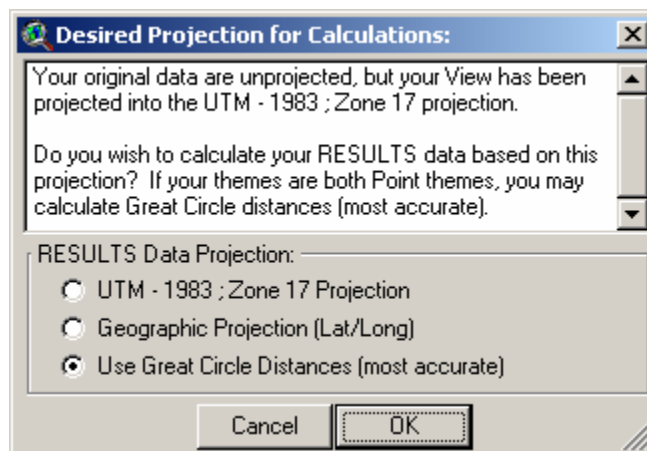 Desired Projection for Calculations:
Your original data are unprojected, but your View has been
projected into the UTM - 1983 ; Zone 17 projection.
Do you wish to calculate your RESULTS data based on this
projection?  If your themes are both Point themes, you may
calculate Great Circle distances (most accurate).
RESULTS Data Projection:
UTM - 1983 ; Zone 17 Projection
Geographic Projection (Lat/Long)
Use Great Circle Distances (most accurate)
Cancel OK